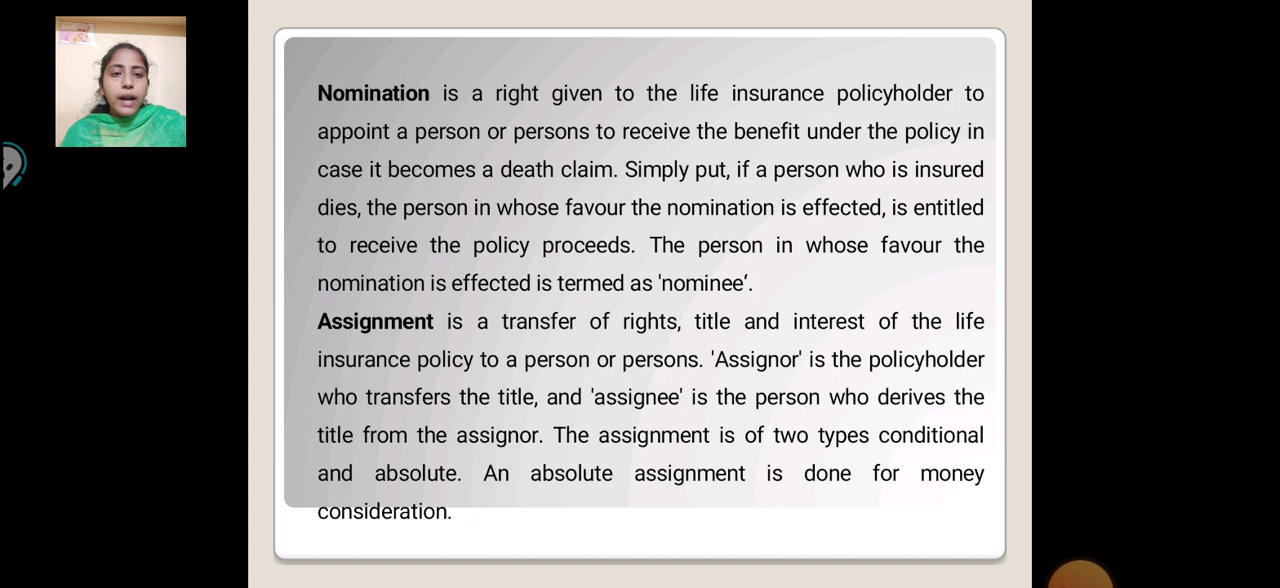 Nomination is a right given to the life insurance policyholder to
appoint a person or persons to receive the benefit under the policy in
case it becomes a death claim. Simply put, if a person who is insured
dies, the person in whose favour the nomination is effected, is entitled
to receive the policy proceeds. The person in whose favour the
nomination is effected is termed as 'nominee‘.
Assignment is a transfer of rights, title and interest of the life
insurance policy to a person or persons. 'Assignor' is the policyholder
who transfers the title, and 'assignee' is the person who derives the
title from the assignor. The assignment is of two types conditional
and absolute. An absolute assignment is done for money
consideration.